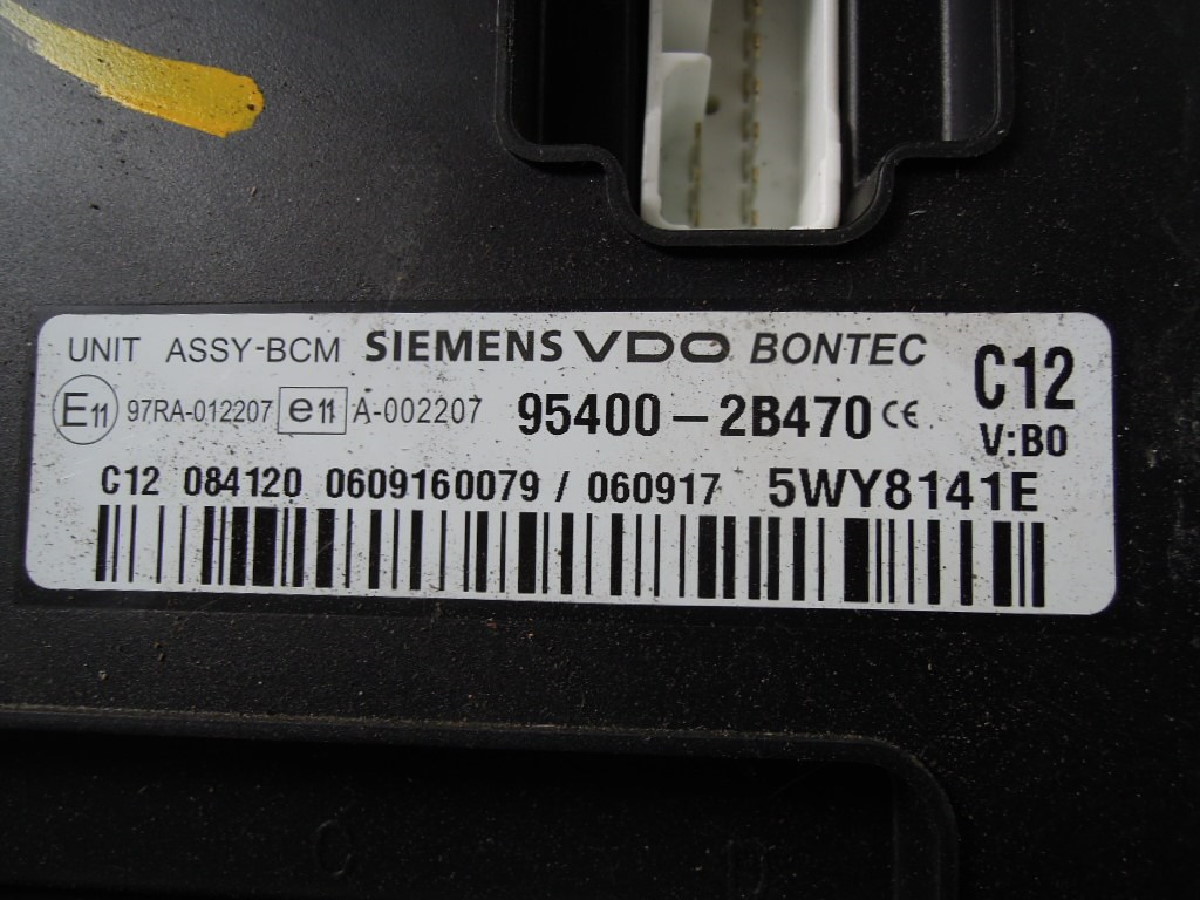 UNIT ASSY-BCM SIEMENS VDO BONTEC C12
E11 97RA-012207 e11 A-002207 95400-2B470 CE. V:B0
C12 084120 0609160079 / 060917 5WY8141E
C D